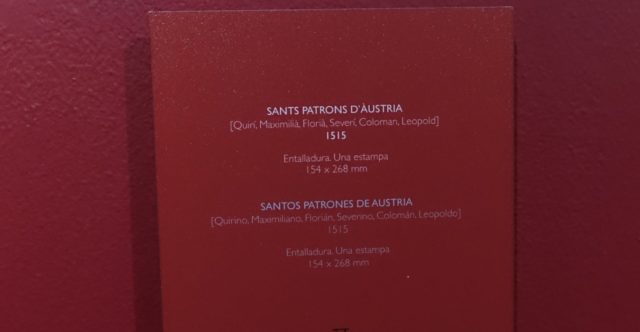 SANTS PATRONS D'ÀUSTRIA
[Quirí, Maximilià, Florià, Severí, Coloman, Leopold]
1515
Entalladura. Una estampa
154 x 268 mm
SANTOS PATRONES DE AUSTRIA
[Quirino, Maximiliano, Florián, Severino, Colomán, Leopoldo]
1515
Entalladura. Una estampa
154 x 268 mm